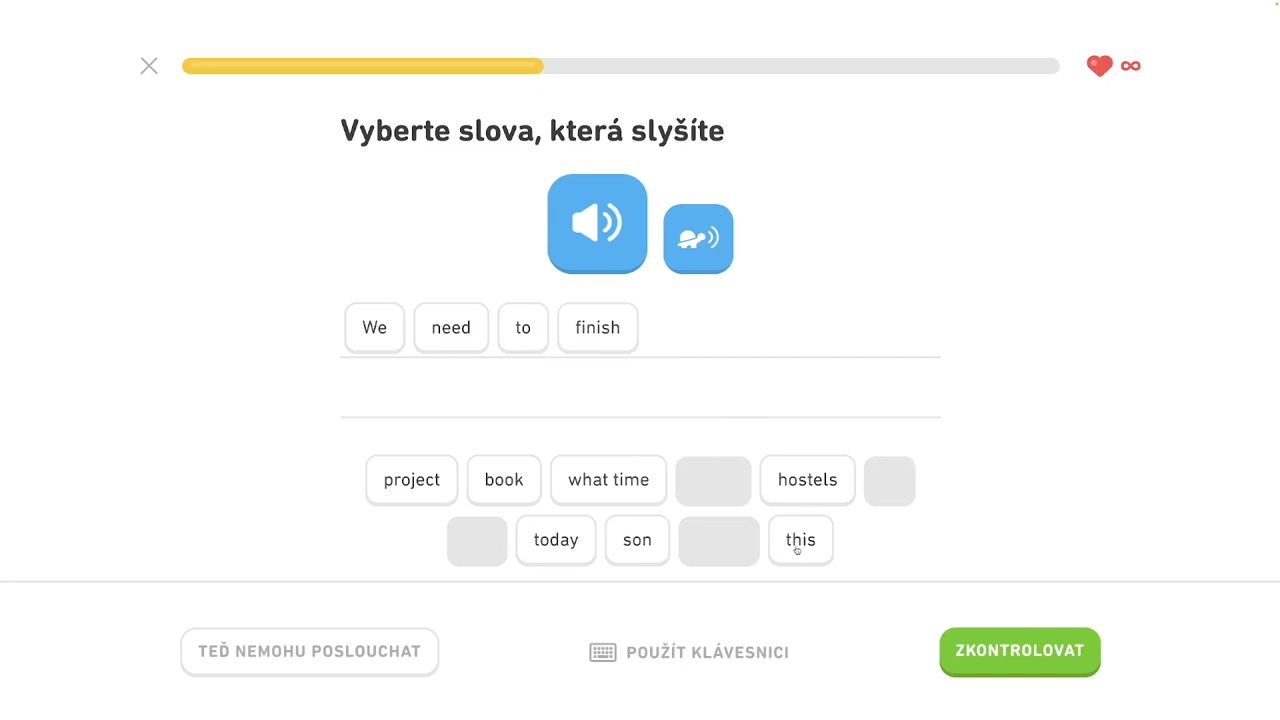 Vyberte slova, která slyšíte
We need to finish
project book what time hostels
today son this
TEĎ NEMOHU POSLOUCHAT POUŽÍT KLÁVESNICI ZKONTROLOVAT